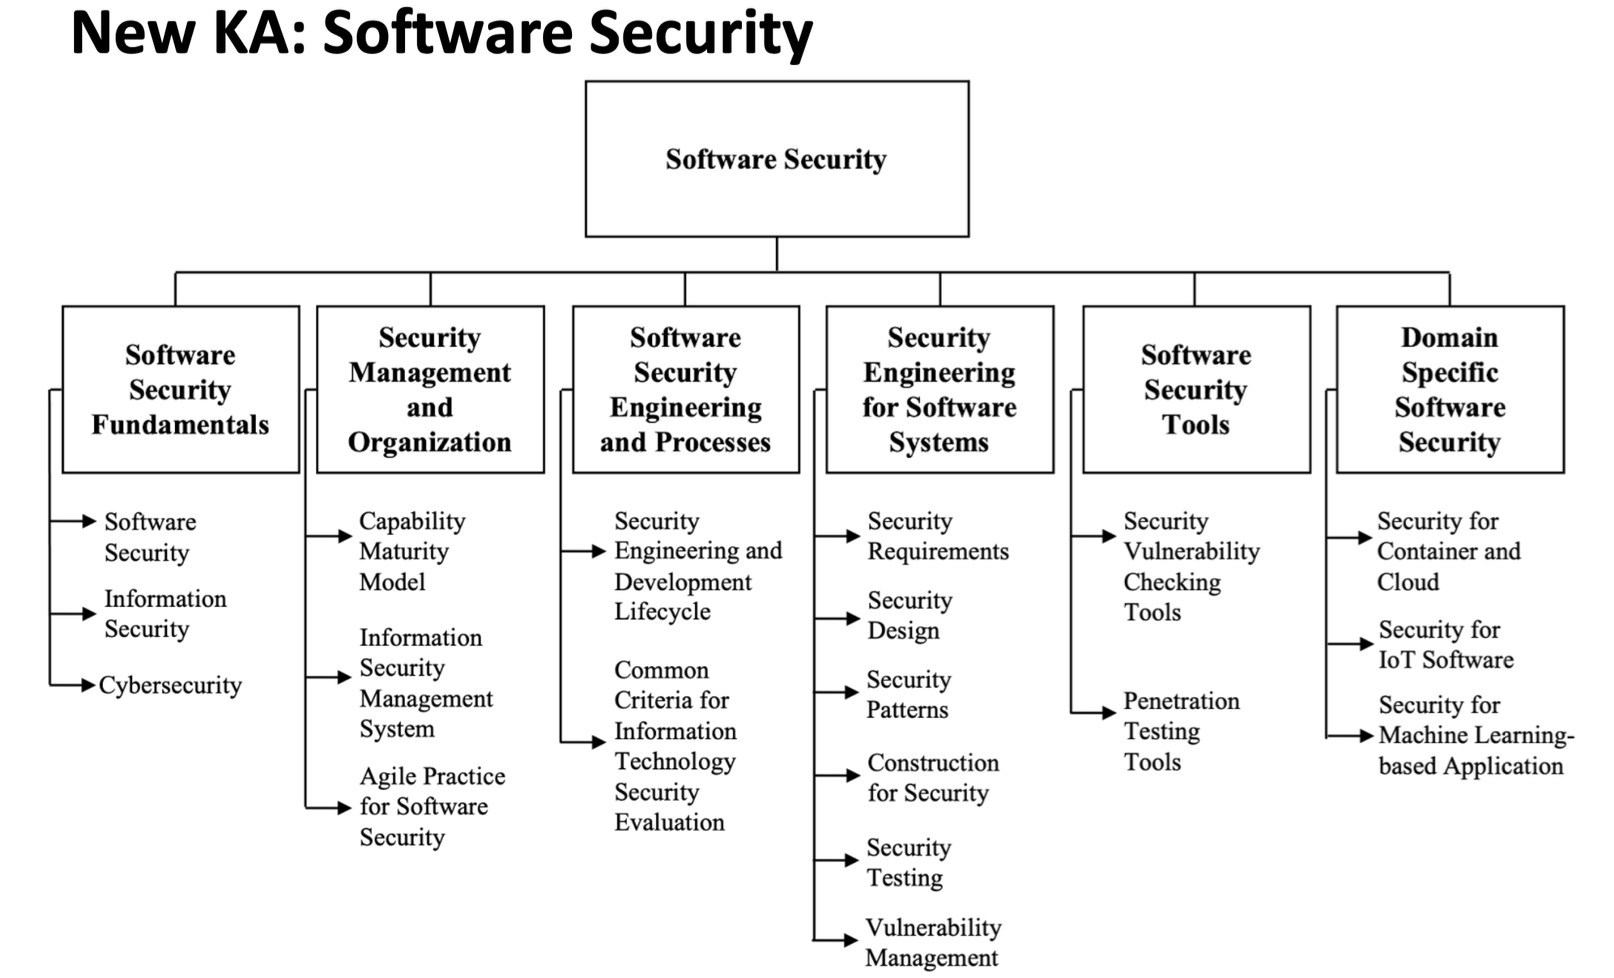 New KA: Software Security
Software Security
Software
Security
Fundamentals
Software
Security
Information
Security
Cybersecurity
Security
Management
and
Organization
Capability
Maturity
Model
Information
Security
Management
System
Agile Practice
for Software
Security
Software
Security
Engineering
and Processes
Security
Engineering and
Development
Lifecycle
Common
Criteria for
Information
Technology
Security
Evaluation
Security
Engineering
for Software
Systems
Security
Requirements
Security
Design
Security
Patterns
Construction
for Security
Security
Testing
Vulnerability
Management
Software
Security
Tools
Security
Vulnerability
Checking
Tools
Penetration
Testing
Tools
Domain
Specific
Software
Security
Security for
Container and
Cloud
Security for
IoT Software
Security for
Machine Learning-
based Application